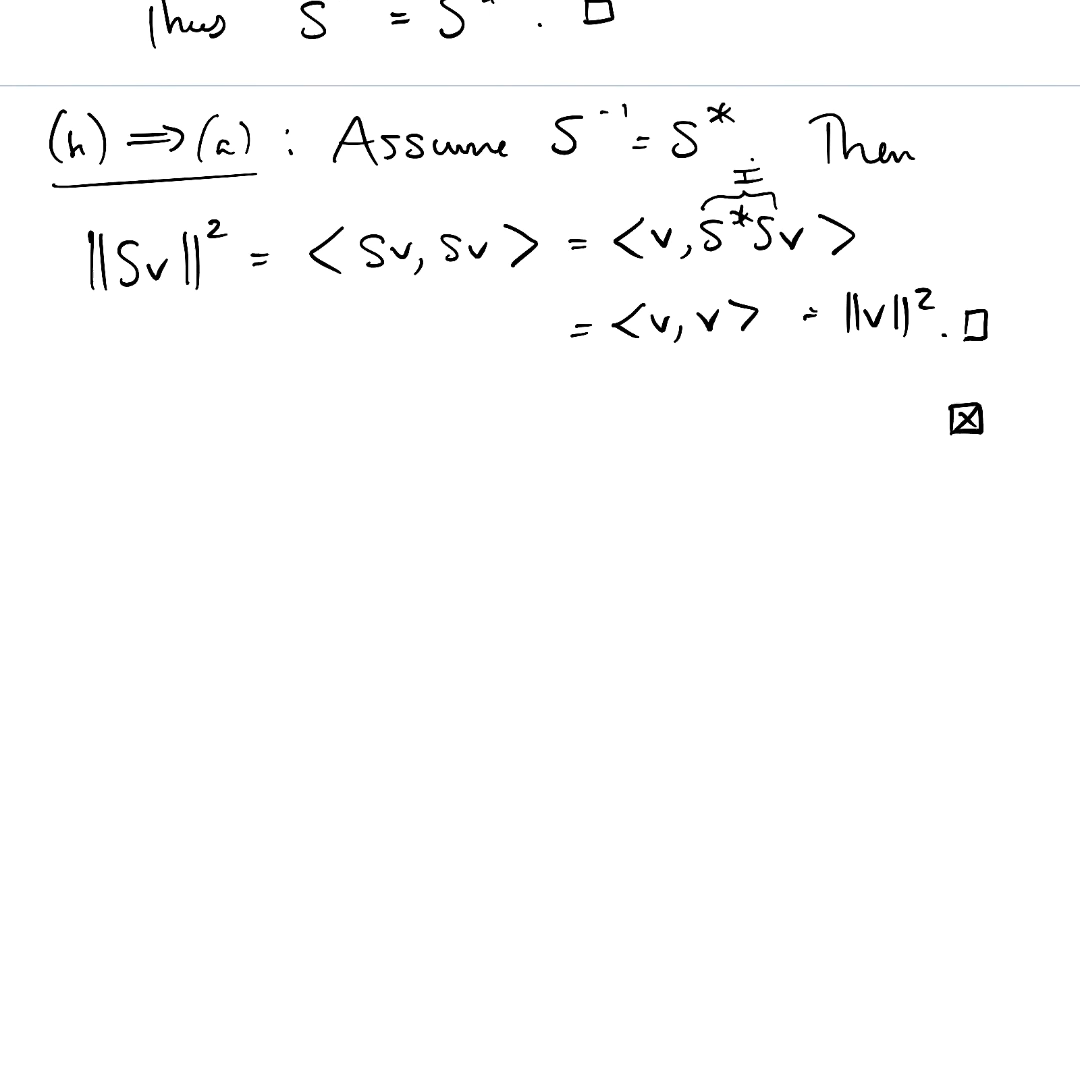 Thus S = S* . □
(h) ⟹ (a) : Assume S⁻¹ = S* Then
I
‖Sv‖² = <Sv, Sv> = <v, S*Sv>
= <v, v> = ‖v‖² . □
⊠